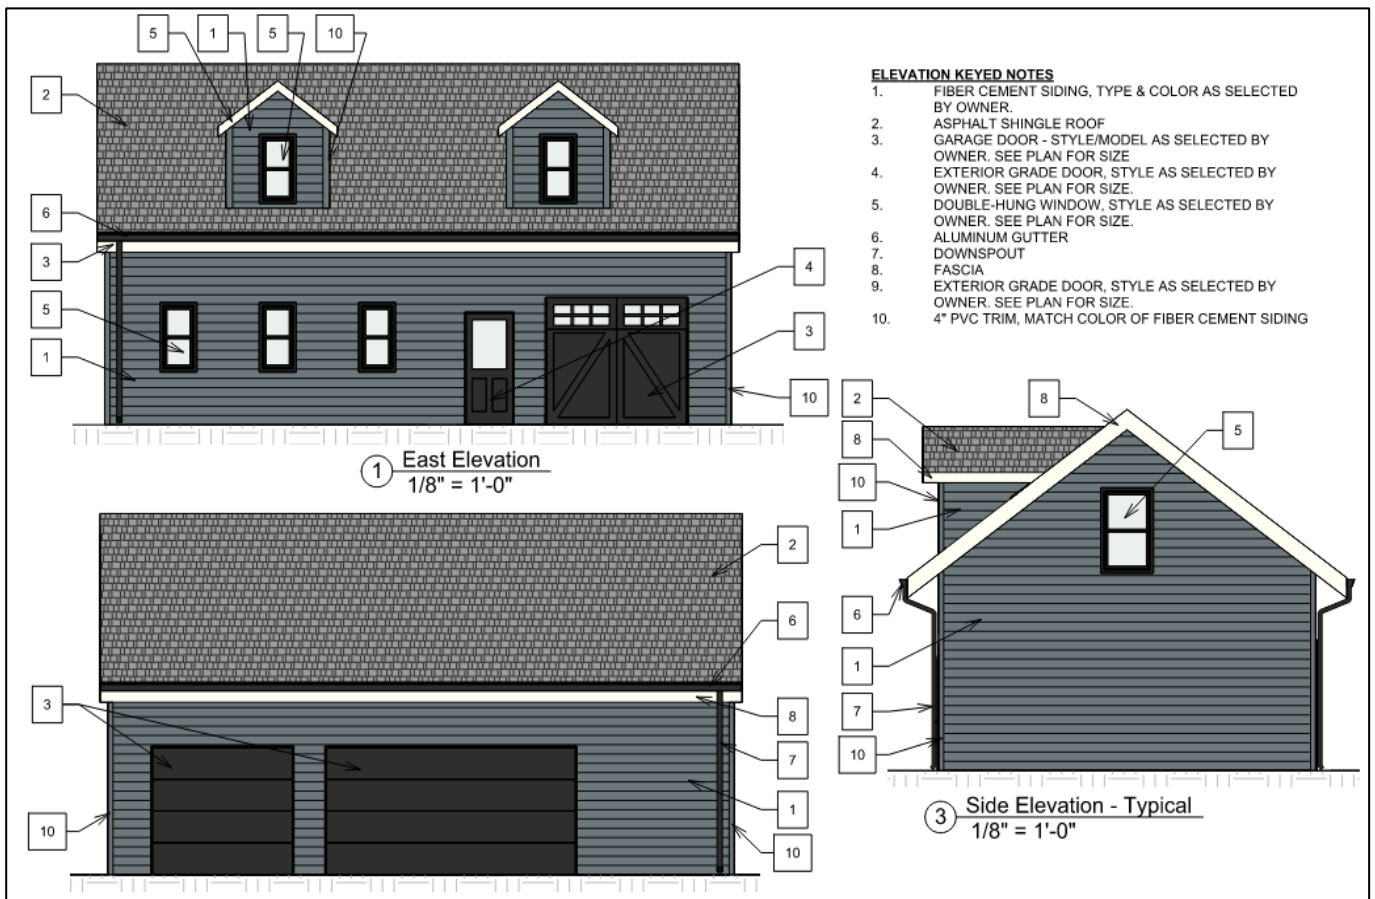 5 1 5 10
2
6
3
5
1
4
3
10
1 East Elevation
1/8" = 1'-0"
ELEVATION KEYED NOTES
1. FIBER CEMENT SIDING, TYPE & COLOR AS SELECTED
BY OWNER.
2. ASPHALT SHINGLE ROOF
3. GARAGE DOOR - STYLE/MODEL AS SELECTED BY
OWNER. SEE PLAN FOR SIZE
4. EXTERIOR GRADE DOOR, STYLE AS SELECTED BY
OWNER. SEE PLAN FOR SIZE.
5. DOUBLE-HUNG WINDOW, STYLE AS SELECTED BY
OWNER. SEE PLAN FOR SIZE.
6. ALUMINUM GUTTER
7. DOWNSPOUT
8. FASCIA
9. EXTERIOR GRADE DOOR, STYLE AS SELECTED BY
OWNER. SEE PLAN FOR SIZE.
10. 4" PVC TRIM, MATCH COLOR OF FIBER CEMENT SIDING
3
10
2
6
8
7
1
10
2
8
8
5
10
1
6
1
7
10
3 Side Elevation - Typical
1/8" = 1'-0"